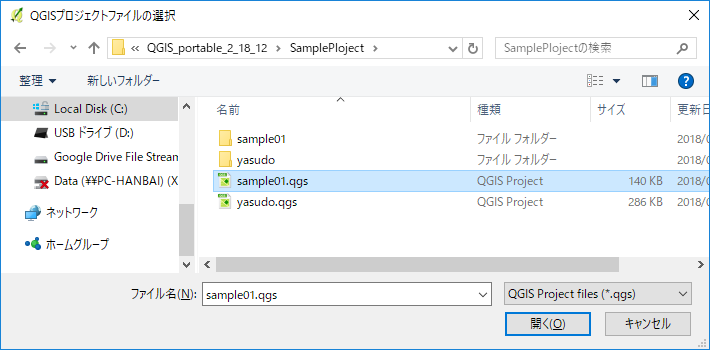 QGISプロジェクトファイルの選択
« QGIS_portable_2_18_12 > SamplePloject >
SamplePlojectの検索
整理
新しいフォルダー
Local Disk (C:)
USB ドライブ (D:)
Google Drive File Stream
Data (¥¥PC-HANBAI) (X
ネットワーク
ホームグループ
名前 種類 サイズ 更新日
sample01 ファイル フォルダー 2018/0
yasudo ファイル フォルダー 2018/0
sample01.qgs QGIS Project 140 KB 2018/0
yasudo.qgs QGIS Project 286 KB 2018/0
ファイル名(N): sample01.qgs QGIS Project files (*.qgs)
開く(O) キャンセル